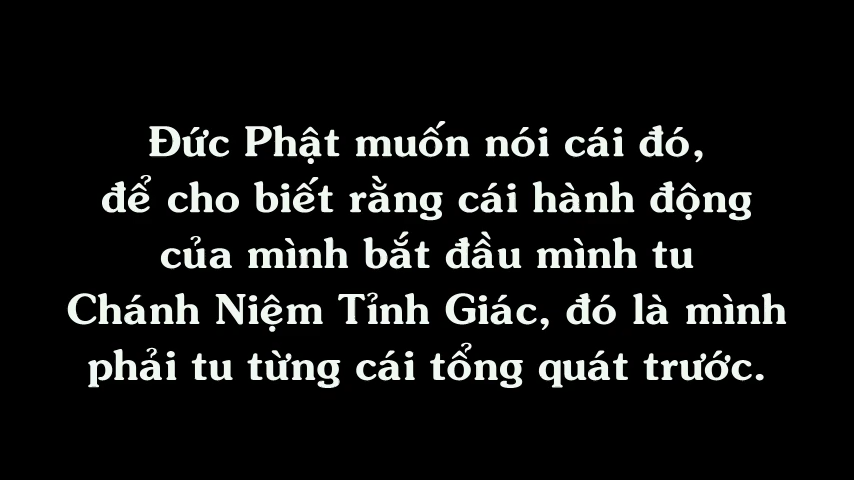 Đức Phật muốn nói cái đó,
để cho biết rằng cái hành động
của mình bắt đầu mình tu
Chánh Niệm Tỉnh Giác, đó là mình
phải tu từng cái tổng quát trước.